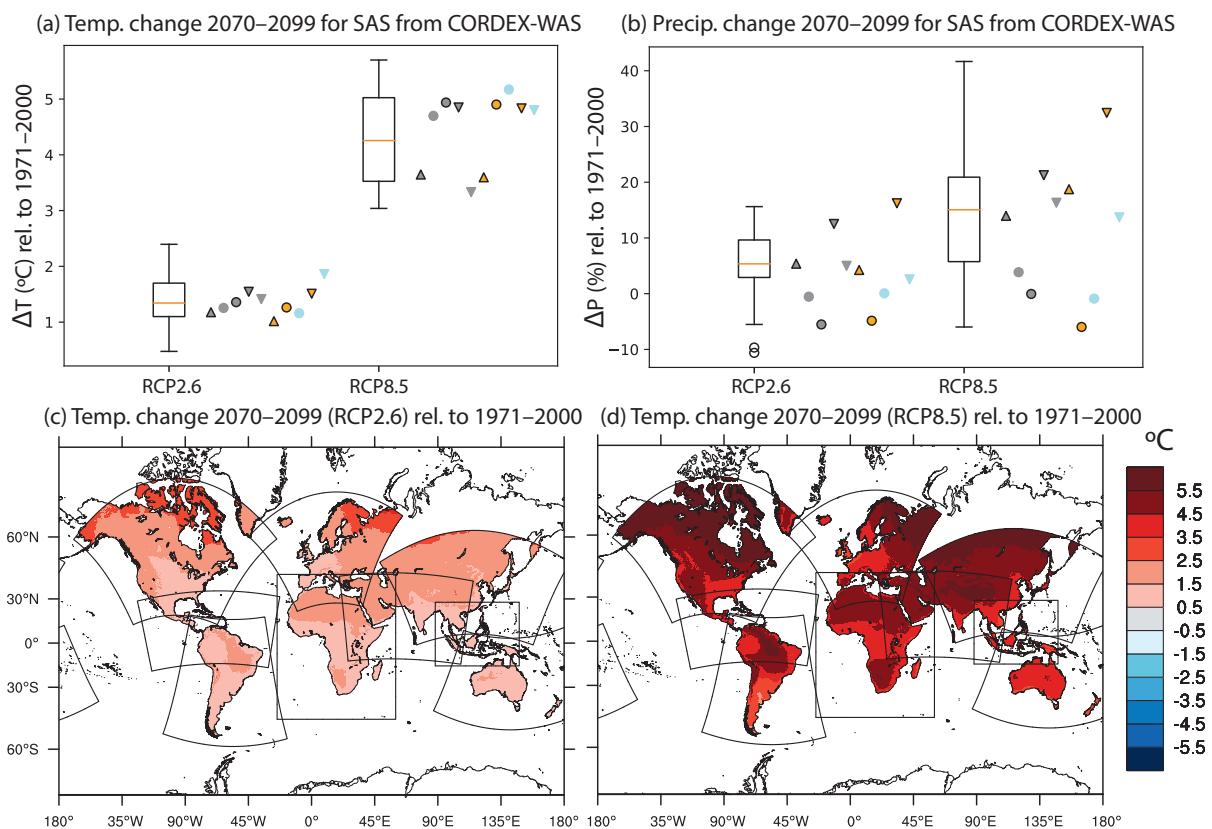 (a) Temp. change 2070–2099 for SAS from CORDEX-WAS
ΔT (ºC) rel. to 1971–2000
5
4
3
2
1
RCP2.6 RCP8.5
(b) Precip. change 2070–2099 for SAS from CORDEX-WAS
ΔP (%) rel. to 1971–2000
40
30
20
10
0
−10
RCP2.6 RCP8.5
(c) Temp. change 2070–2099 (RCP2.6) rel. to 1971–2000
60°N
30°N
0°
30°S
60°S
180° 35°W 90°W 45°W 0° 45°E 90°E 135°E 180°
(d) Temp. change 2070–2099 (RCP8.5) rel. to 1971–2000
180° 35°W 90°W 45°W 0° 45°E 90°E 135°E 180°
ºC
5.5
4.5
3.5
2.5
1.5
0.5
-0.5
-1.5
-2.5
-3.5
-4.5
-5.5